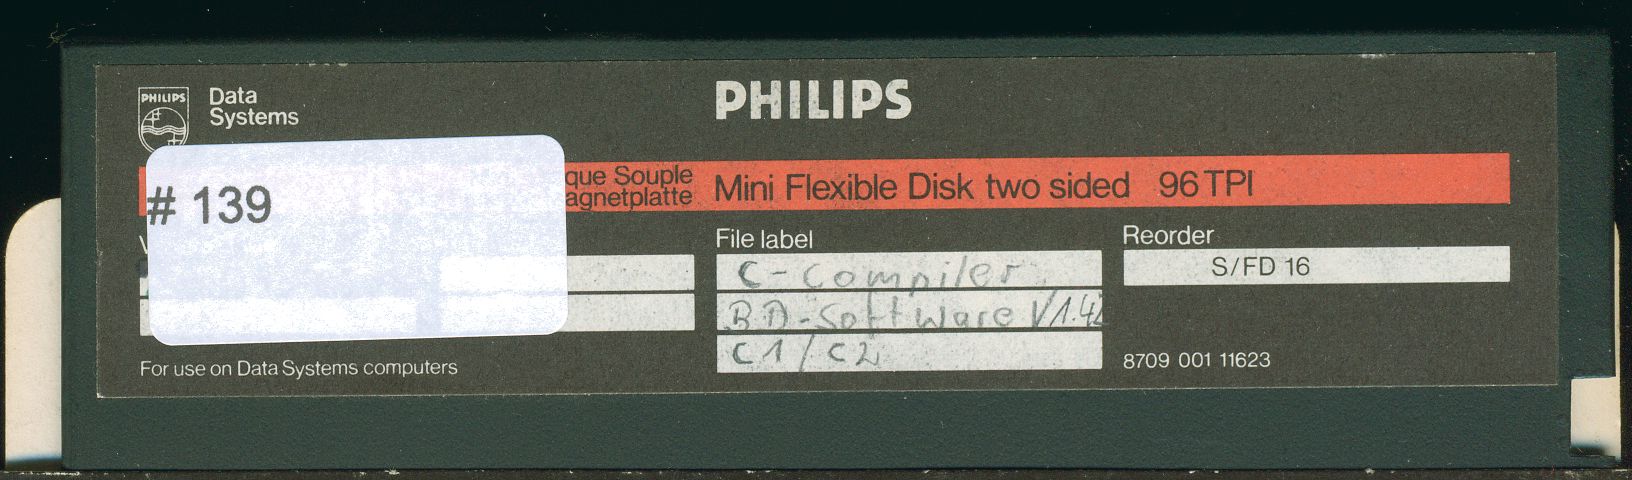 PHILIPS
Data
Systems
PHILIPS
# 139
que Souple
agnetplatte
Mini Flexible Disk two sided 96 TPI
File label
Reorder
C-Compiler
S/FD 16
BD-Software V1.42
C1/C2
For use on Data Systems computers
8709 001 11623